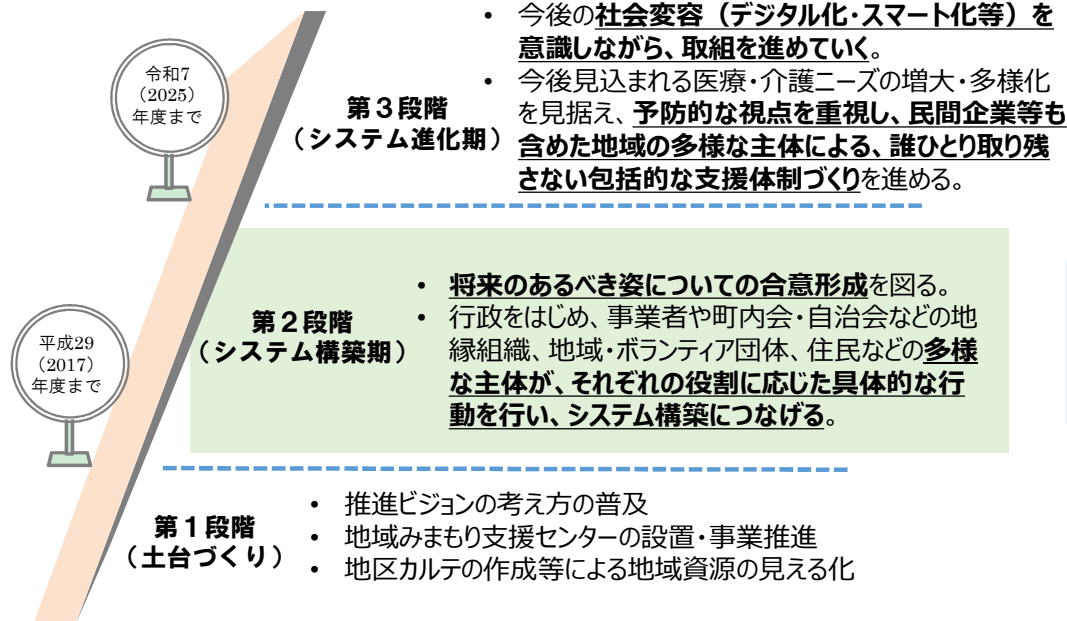 • 今後の社会変容（デジタル化・スマート化等）を
意識しながら、取組を進めていく。
• 今後見込まれる医療・介護ニーズの増大・多様化
を見据え、予防的な視点を重視し、民間企業等も
含めた地域の多様な主体による、誰ひとり取り残
さない包括的な支援体制づくりを進める。
令和7
（2025）
年度まで
第３段階
（システム進化期）
• 将来のあるべき姿についての合意形成を図る。
• 行政をはじめ、事業者や町内会・自治会などの地
縁組織、地域・ボランティア団体、住民などの多様
な主体が、それぞれの役割に応じた具体的な行
動を行い、システム構築につなげる。
第２段階
（システム構築期）
平成29
（2017）
年度まで
第１段階
（土台づくり）
• 推進ビジョンの考え方の普及
• 地域みまもり支援センターの設置・事業推進
• 地区カルテの作成等による地域資源の見える化